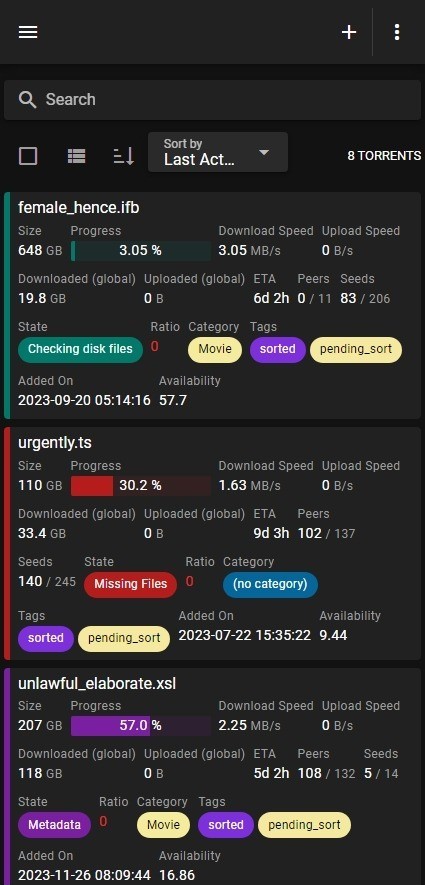 Search
Sort by
Last Act...
8 TORRENTS
female_hence.ifb
Size Progress Download Speed Upload Speed
648 GB 3.05 % 3.05 MB/s 0 B/s
Downloaded (global) Uploaded (global) ETA Peers Seeds
19.8 GB 0 B 6d 2h 0 / 11 83 / 206
State Ratio Category Tags
Checking disk files 0 Movie sorted pending_sort
Added On Availability
2023-09-20 05:14:16 57.7
urgently.ts
Size Progress Download Speed Upload Speed
110 GB 30.2 % 1.63 MB/s 0 B/s
Downloaded (global) Uploaded (global) ETA Peers
33.4 GB 0 B 9d 3h 102 / 137
Seeds State Ratio Category
140 / 245 Missing Files 0 (no category)
Tags Added On Availability
sorted pending_sort 2023-07-22 15:35:22 9.44
unlawful_elaborate.xsl
Size Progress Download Speed Upload Speed
207 GB 57.0 % 2.25 MB/s 0 B/s
Downloaded (global) Uploaded (global) ETA Peers Seeds
118 GB 0 B 5d 2h 108 / 132 5 / 14
State Ratio Category Tags
Metadata 0 Movie sorted pending_sort
Added On Availability
2023-11-26 08:09:44 16.86